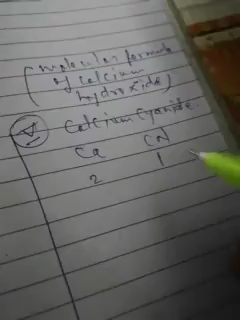 (Molecular formula
of Calcium
hydroxide)
Calcium Cyanide
Ca CN
2 1